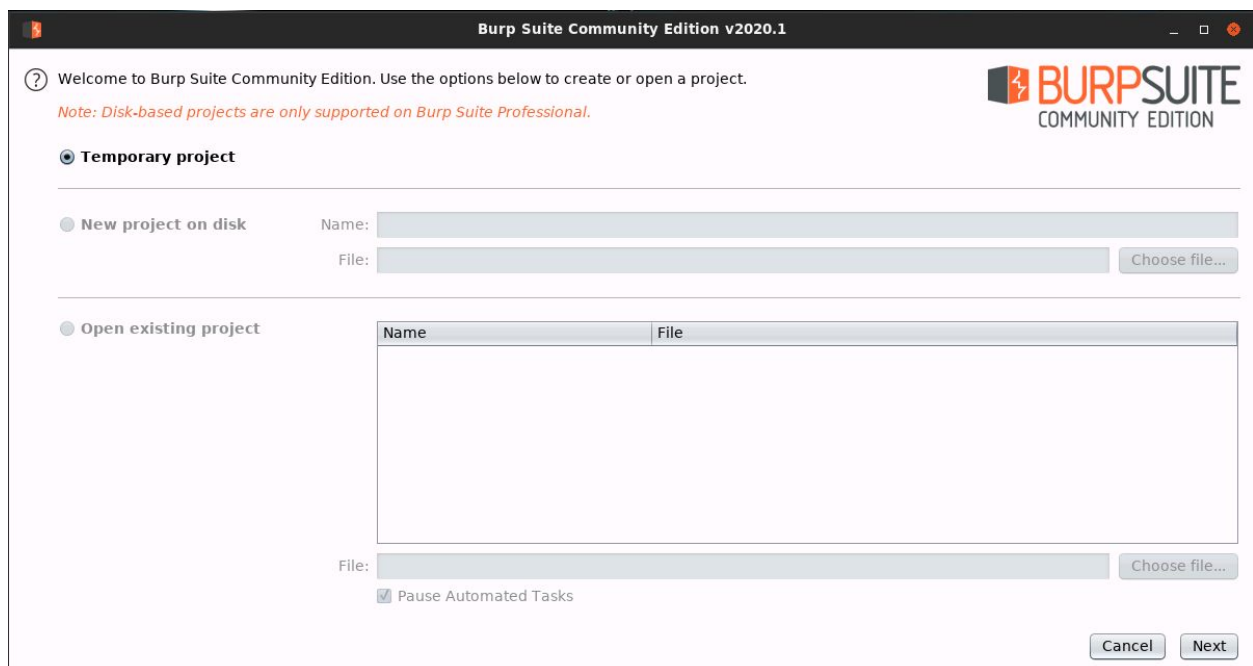 Burp Suite Community Edition v2020.1
Welcome to Burp Suite Community Edition. Use the options below to create or open a project.
Note: Disk-based projects are only supported on Burp Suite Professional.
BURPSUITE
COMMUNITY EDITION
Temporary project
New project on disk
Name:
File:
Choose file...
Open existing project
Name
File
File:
Choose file...
Pause Automated Tasks
Cancel
Next